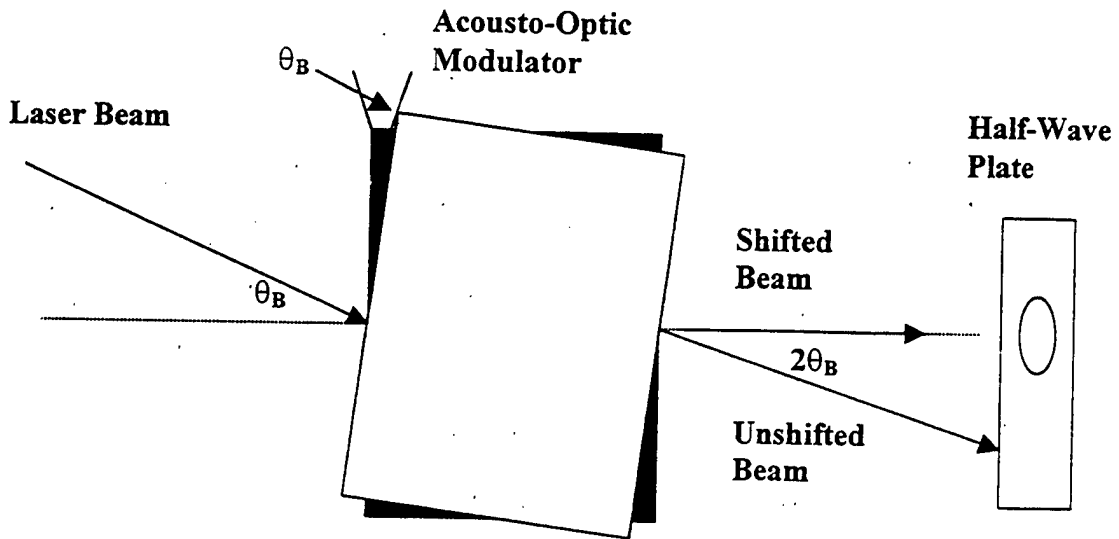 Acousto-Optic
Modulator
θB
Laser Beam
Half-Wave
Plate
Shifted
Beam
θB
2θB
Unshifted
Beam